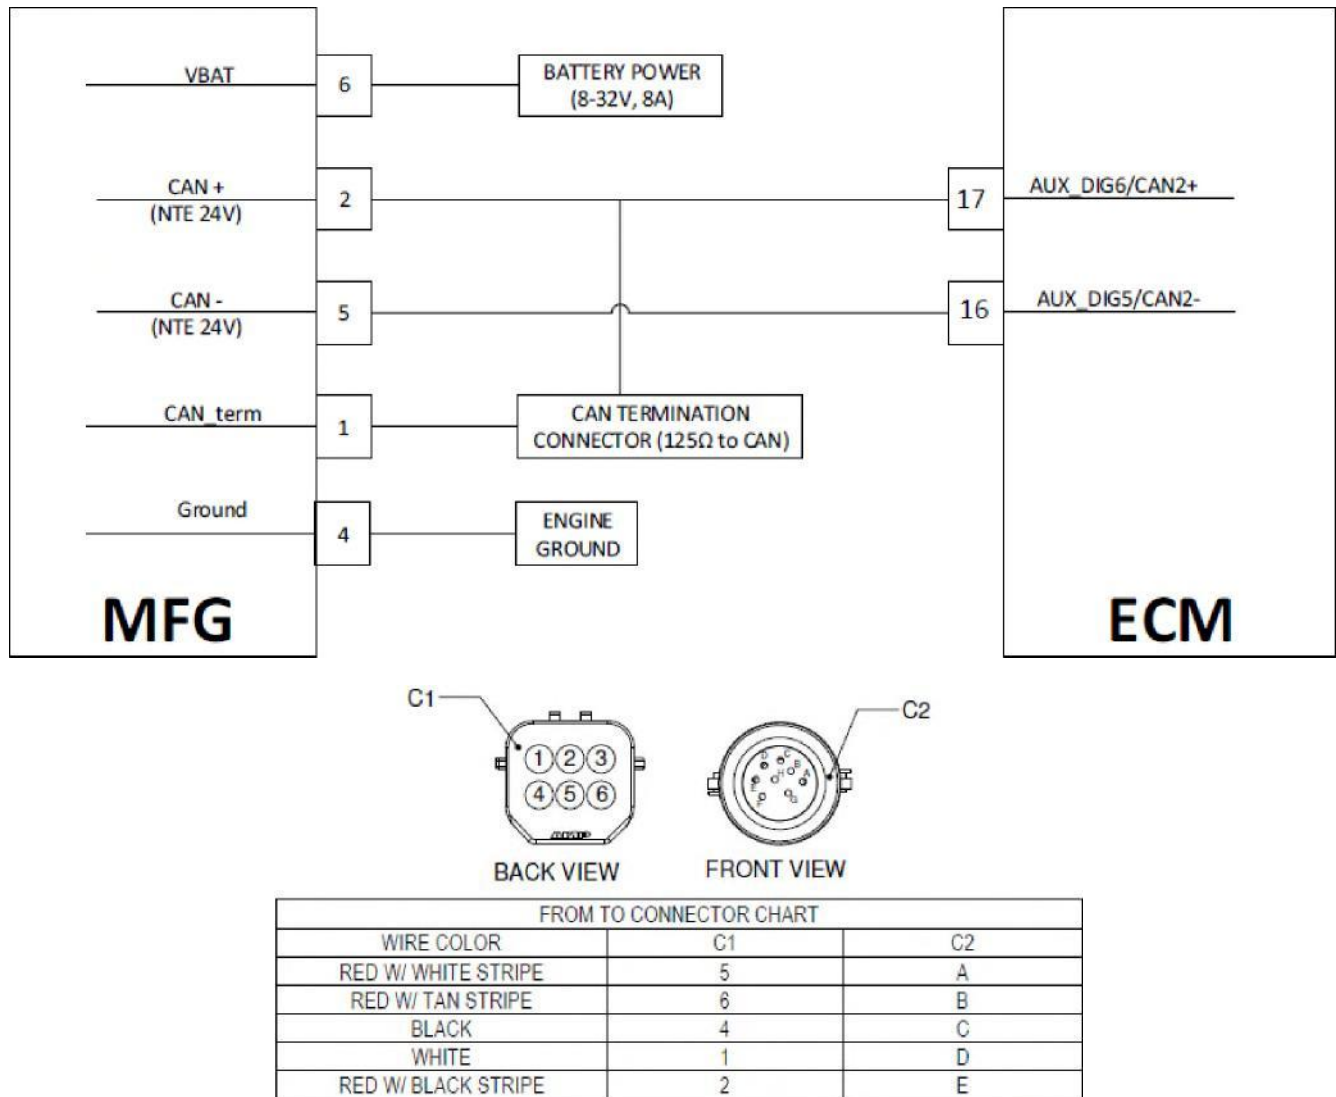 VBAT
6
BATTERY POWER
(8-32V, 8A)
CAN +
(NTE 24V)
2
17
AUX_DIG6/CAN2+
CAN -
(NTE 24V)
5
16
AUX_DIG5/CAN2-
CAN_term
1
CAN TERMINATION
CONNECTOR (125Ω to CAN)
Ground
4
ENGINE
GROUND
MFG
ECM
C1
C2
1 2 3
4 5 6
D C
B
E H A
F G
BACK VIEW
FRONT VIEW
FROM TO CONNECTOR CHART
WIRE COLOR C1 C2
RED W/ WHITE STRIPE 5 A
RED W/ TAN STRIPE 6 B
BLACK 4 C
WHITE 1 D
RED W/ BLACK STRIPE 2 E